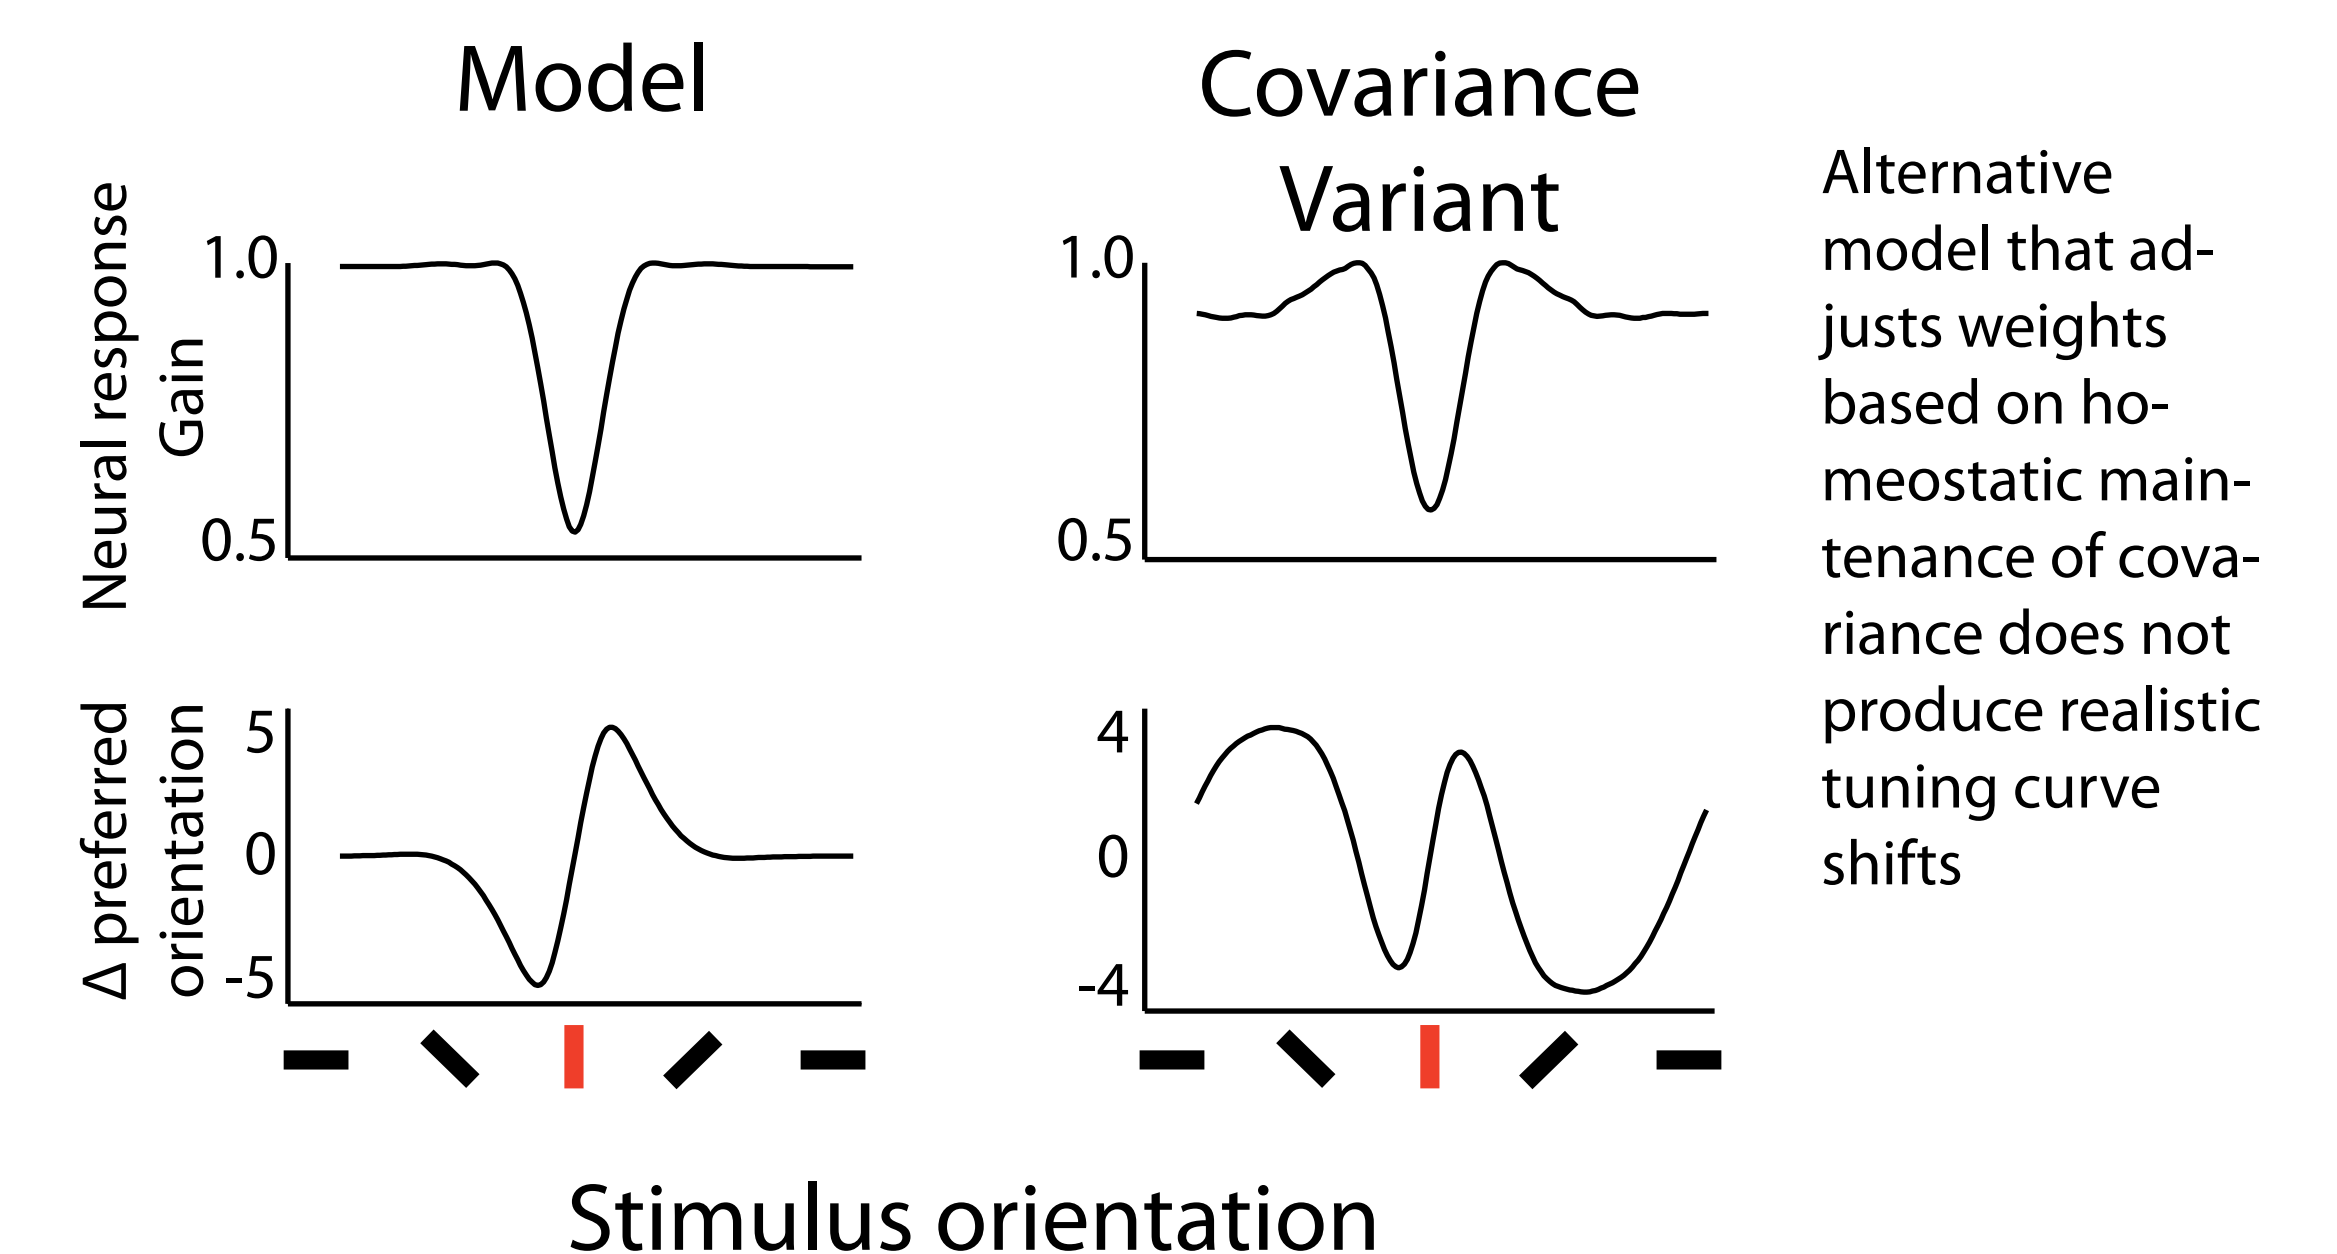 Model
Covariance
Variant
Neural response
Gain
1.0
0.5
1.0
0.5
Δ preferred
orientation
5
0
-5
4
0
-4
Alternative
model that ad-
justs weights
based on ho-
meostatic main-
tenance of cova-
riance does not
produce realistic
tuning curve
shifts
Stimulus orientation